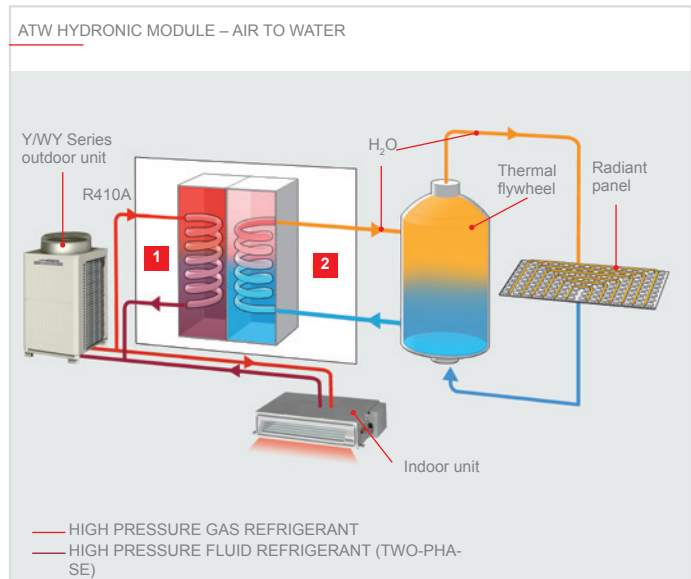 ATW HYDRONIC MODULE – AIR TO WATER
Y/WY Series
outdoor unit
R410A
H₂O
Thermal
flywheel
Radiant
panel
1
2
Indoor unit
HIGH PRESSURE GAS REFRIGERANT
HIGH PRESSURE FLUID REFRIGERANT (TWO-PHA-
SE)